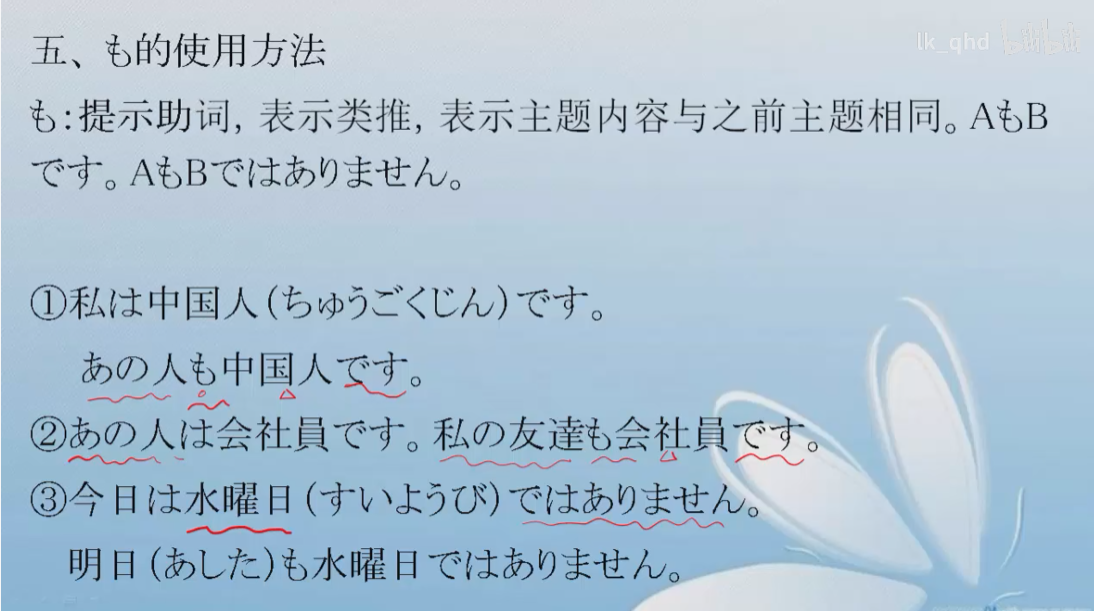 lk_qhd bilibili
五、も的使用方法
も:提示助词, 表示类推, 表示主题内容与之前主题相同。AもB
です。AもBではありません。
①私は中国人(ちゅうごくじん)です。
あの人も中国人です。
②あの人は会社員です。私の友達も会社員です。
③今日は水曜日(すいようび)ではありません。
明日(あした)も水曜日ではありません。